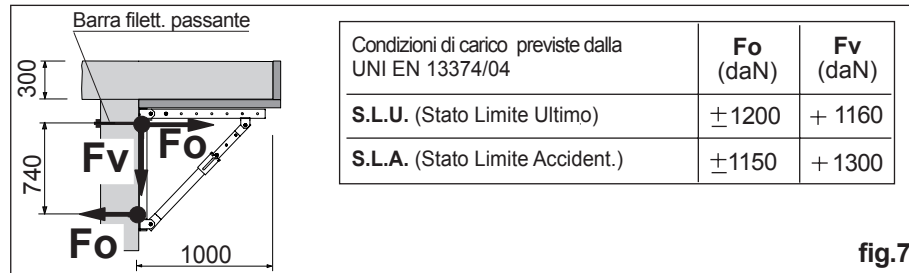 Barra filett. passante
300
740
Fv
Fo
Fo
1000
Condizioni di carico previste dalla
UNI EN 13374/04
Fo
(daN)
Fv
(daN)
S.L.U. (Stato Limite Ultimo)
±1200
+ 1160
S.L.A. (Stato Limite Accident.)
±1150
+1300
fig.7